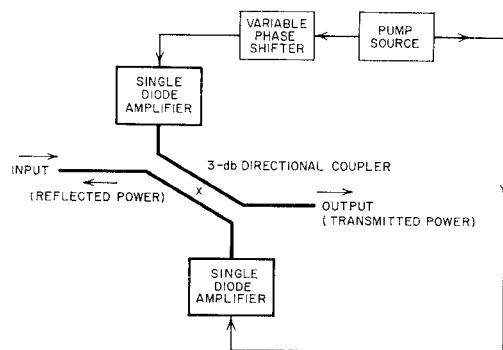 VARIABLE
PHASE
SHIFTER
PUMP
SOURCE
SINGLE
DIODE
AMPLIFIER
3-db DIRECTIONAL COUPLER
INPUT
(REFLECTED POWER)
X
OUTPUT
(TRANSMITTED POWER)
SINGLE
DIODE
AMPLIFIER